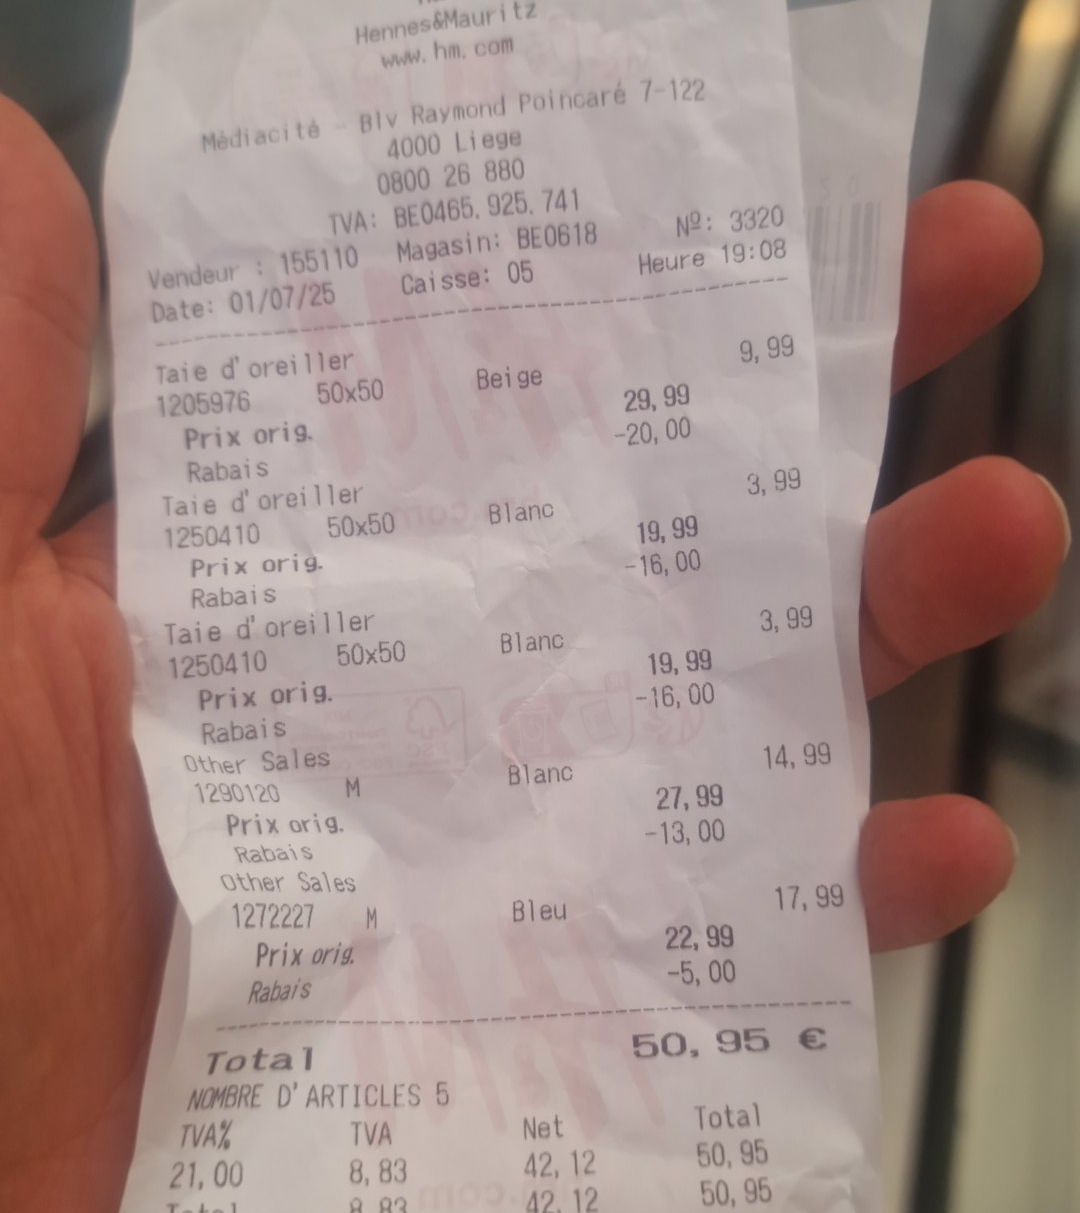 Hennes&Mauritz
www.hm.com
Médiacité - Blv Raymond Poincaré 7-122
4000 Liege
0800 26 880
TVA: BE0465.925.741
Vendeur : 155110 Magasin: BE0618 Nº: 3320
Date: 01/07/25 Caisse: 05 Heure 19:08
Taie d'oreiller 9,99
1205976 50x50 Beige
Prix orig. 29,99
Rabais -20,00
Taie d'oreiller 3,99
1250410 50x50 Blanc
Prix orig. 19,99
Rabais -16,00
Taie d'oreiller 3,99
1250410 50x50 Blanc
Prix orig. 19,99
Rabais -16,00
Other Sales 14,99
1290120 M Blanc
Prix orig. 27,99
Rabais -13,00
Other Sales 17,99
1272227 M Bleu
Prix orig. 22,99
Rabais -5,00
Total 50,95 €
NOMBRE D'ARTICLES 5
TVA% TVA Net Total
21,00 8,83 42,12 50,95
Total 8,83 42,12 50,95